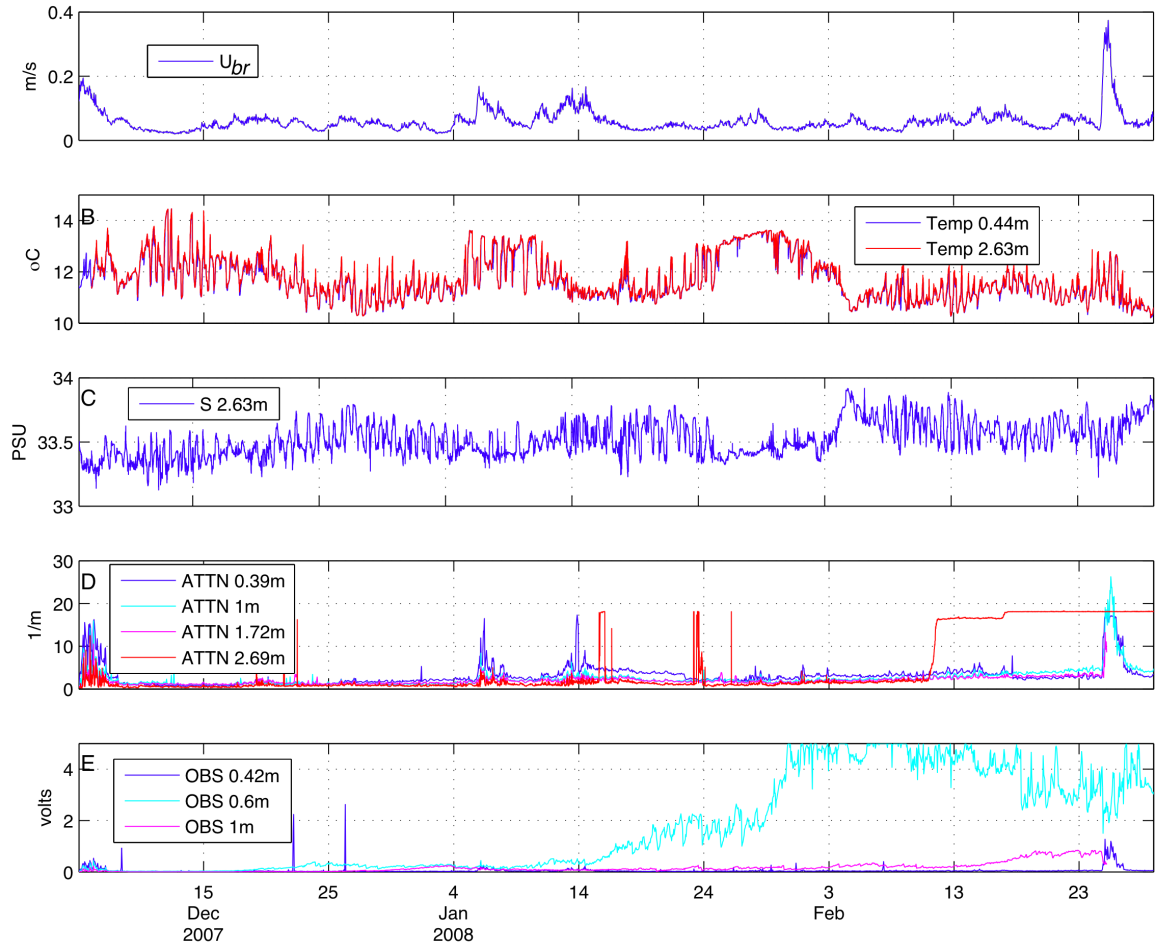 0.4
0.2
0
m/s
U_br
B
14
12
10
oC
Temp 0.44m
Temp 2.63m
C
34
33.5
33
PSU
S 2.63m
D
30
20
10
0
1/m
ATTN 0.39m
ATTN 1m
ATTN 1.72m
ATTN 2.69m
E
4
2
0
volts
OBS 0.42m
OBS 0.6m
OBS 1m
15 25 4 14 24 3 13 23
Dec Jan Feb
2007 2008